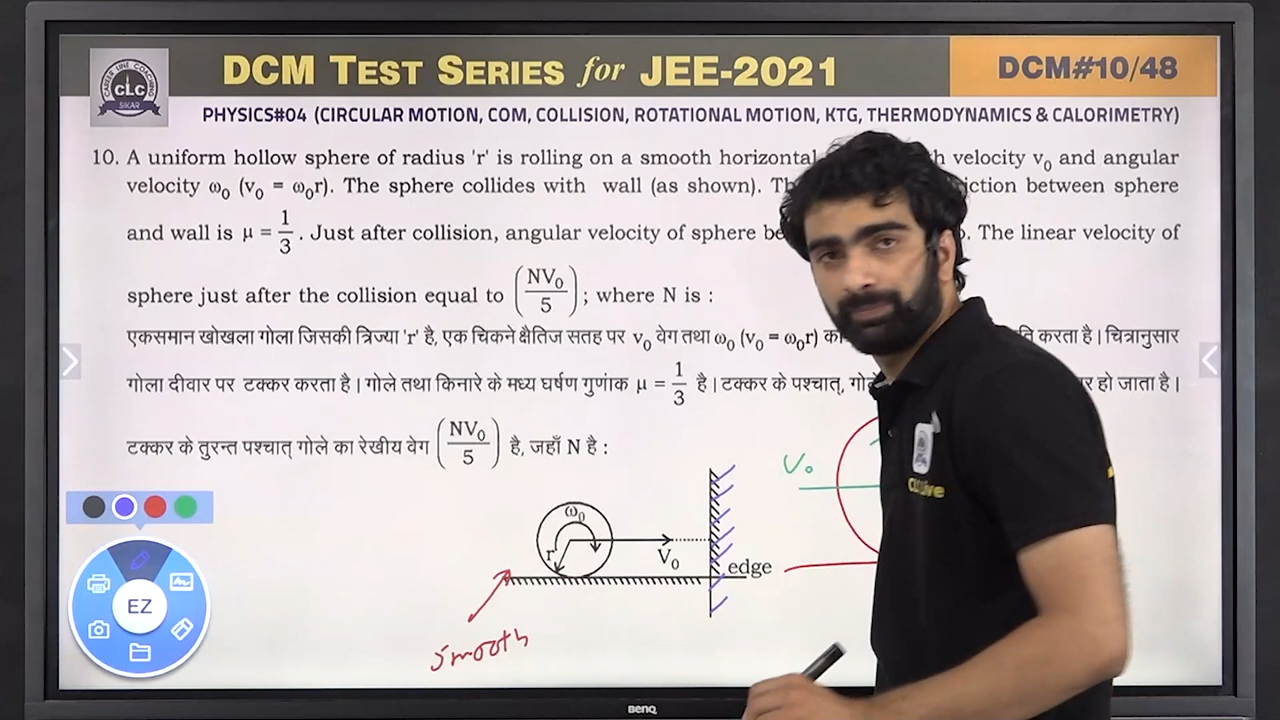 DCM TEST SERIES for JEE-2021
DCM#10/48
CAREER LINE COACHING
CLC
SIKAR
PHYSICS#04 (CIRCULAR MOTION, COM, COLLISION, ROTATIONAL MOTION, KTG, THERMODYNAMICS & CALORIMETRY)
10. A uniform hollow sphere of radius 'r' is rolling on a smooth horizontal velocity v₀ and angular
velocity ω₀ (v₀ = ω₀r). The sphere collides with wall (as shown). between sphere
and wall is μ = 1/3 . Just after collision, angular velocity of sphere . The linear velocity of
sphere just after the collision equal to (NV₀/5) ; where N is :
एकसमान खोखला गोला जिसकी त्रिज्या 'r' है, एक चिकने क्षैतिज सतह पर v₀ वेग तथा ω₀ (v₀ = ω₀r) करता है। चित्रानुसार
गोला दीवार पर टक्कर करता है। गोले तथा किनारे के मध्य घर्षण गुणांक μ = 1/3 है। टक्कर के पश्चात्, हो जाता है।
टक्कर के तुरन्त पश्चात् गोले का रेखीय वेग (NV₀/5) है, जहाँ N है :
V₀
ω₀
r
V₀
edge
EZ
Smooth
BenQ